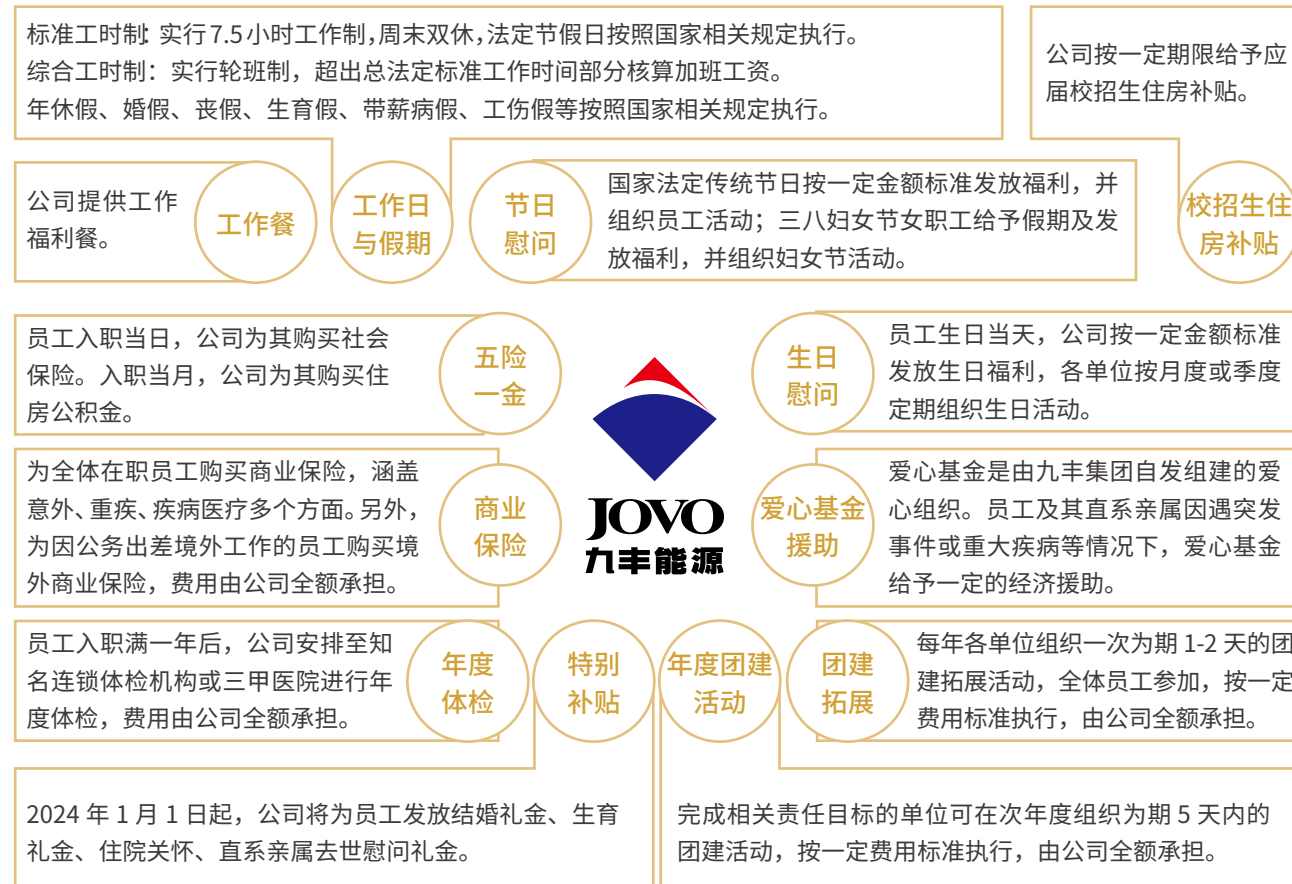 标准工时制：实行7.5小时工作制，周末双休，法定节假日按照国家相关规定执行。
综合工时制：实行轮班制，超出总法定标准工作时间部分核算加班工资。
年休假、婚假、丧假、生育假、带薪病假、工伤假等按照国家相关规定执行。
公司按一定期限给予应
届校招生住房补贴。
公司提供工作
福利餐。
工作餐
工作日
与假期
节日
慰问
国家法定传统节日按一定金额标准发放福利，并
组织员工活动；三八妇女节女职工给予假期及发
放福利，并组织妇女节活动。
校招生住
房补贴
员工入职当日，公司为其购买社会
保险。入职当月，公司为其购买住
房公积金。
五险
一金
生日
慰问
员工生日当天，公司按一定金额标准
发放生日福利，各单位按月度或季度
定期组织生日活动。
为全体在职员工购买商业保险，涵盖
意外、重疾、疾病医疗多个方面。另外，
为因公务出差境外工作的员工购买境
外商业保险，费用由公司全额承担。
商业
保险
JOVO
九丰能源
爱心基金
援助
爱心基金是由九丰集团自发组建的爱
心组织。员工及其直系亲属因遇突发
事件或重大疾病等情况下，爱心基金
给予一定的经济援助。
员工入职满一年后，公司安排至知
名连锁体检机构或三甲医院进行年
度体检，费用由公司全额承担。
年度
体检
特别
补贴
年度团建
活动
团建
拓展
每年各单位组织一次为期 1-2 天的团
建拓展活动，全体员工参加，按一定
费用标准执行，由公司全额承担。
2024 年 1 月 1 日起，公司将为员工发放结婚礼金、生育
礼金、住院关怀、直系亲属去世慰问礼金。
完成相关责任目标的单位可在次年度组织为期 5 天内的
团建活动，按一定费用标准执行，由公司全额承担。